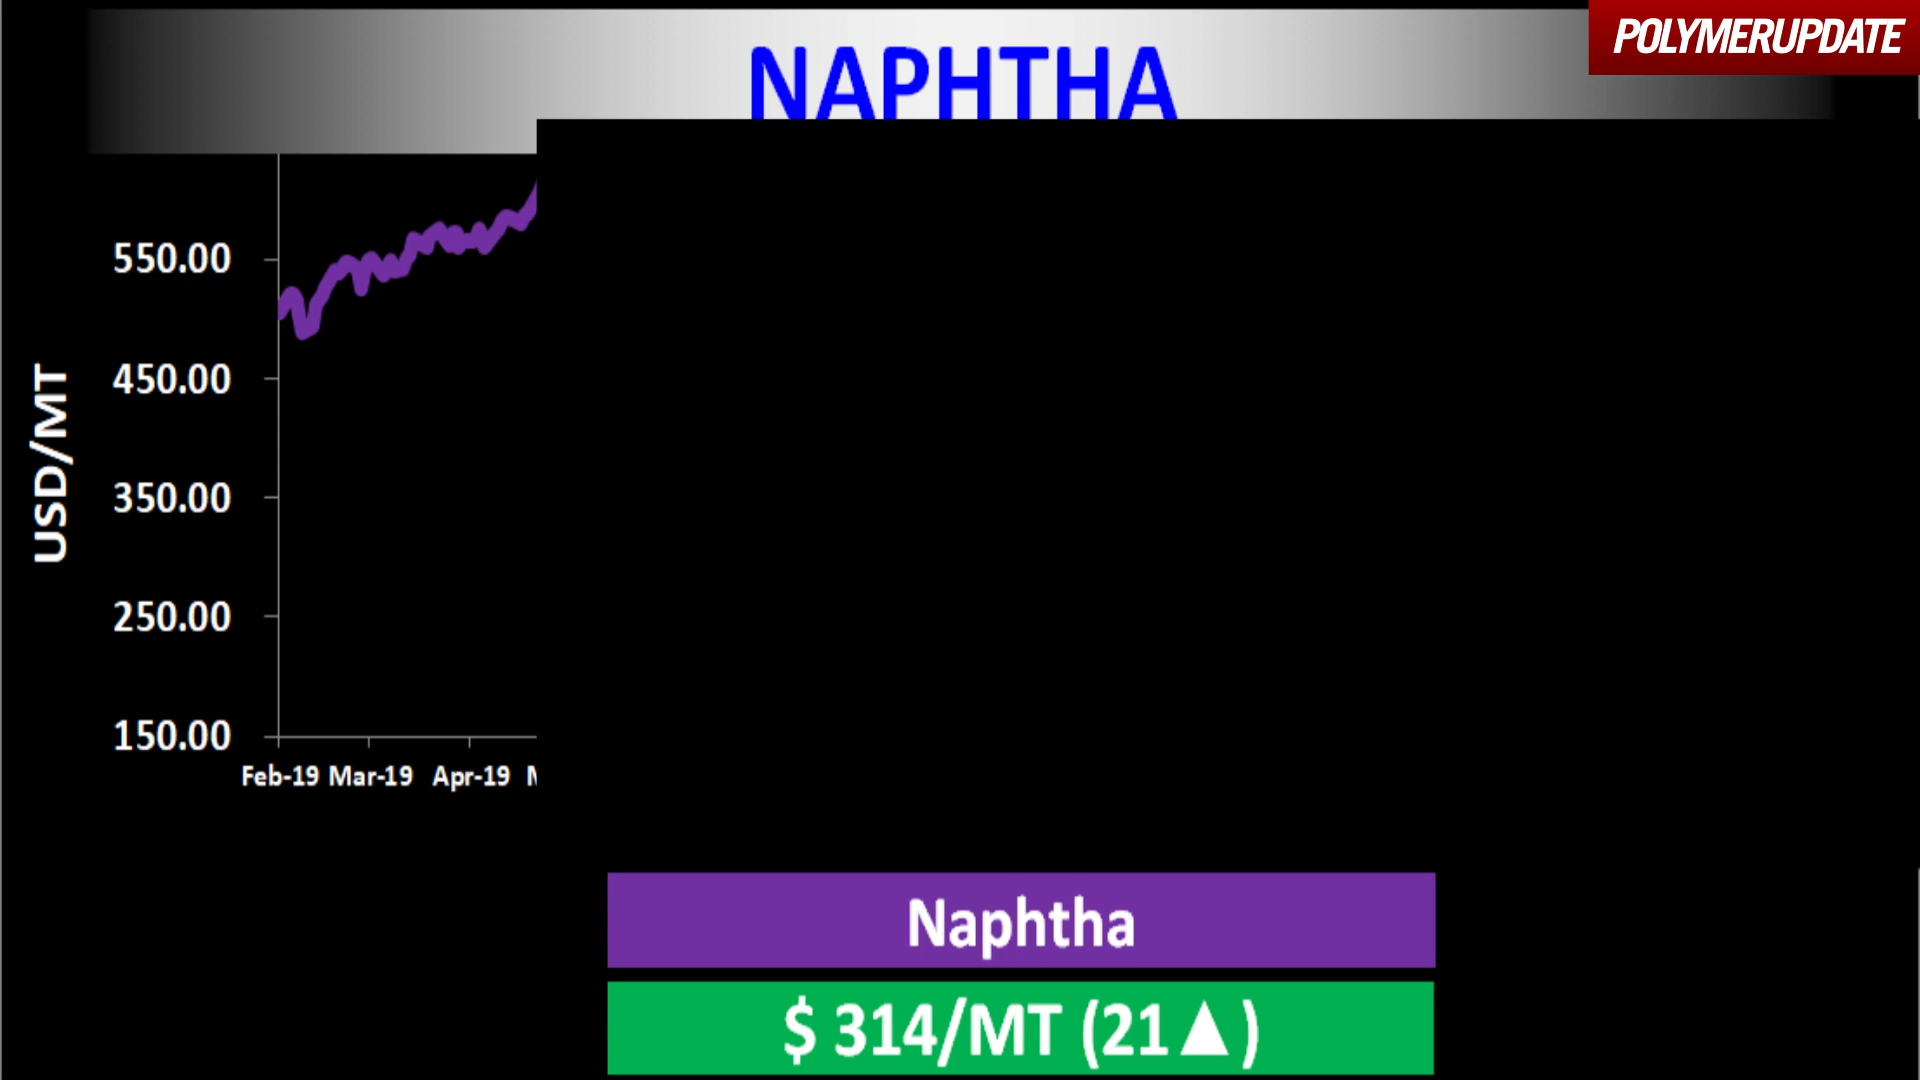 POLYMERUPDATE
NAPHTHA
USD/MT
550.00
450.00
350.00
250.00
150.00
Feb-19 Mar-19 Apr-19
Naphtha
$ 314/MT (21▲)